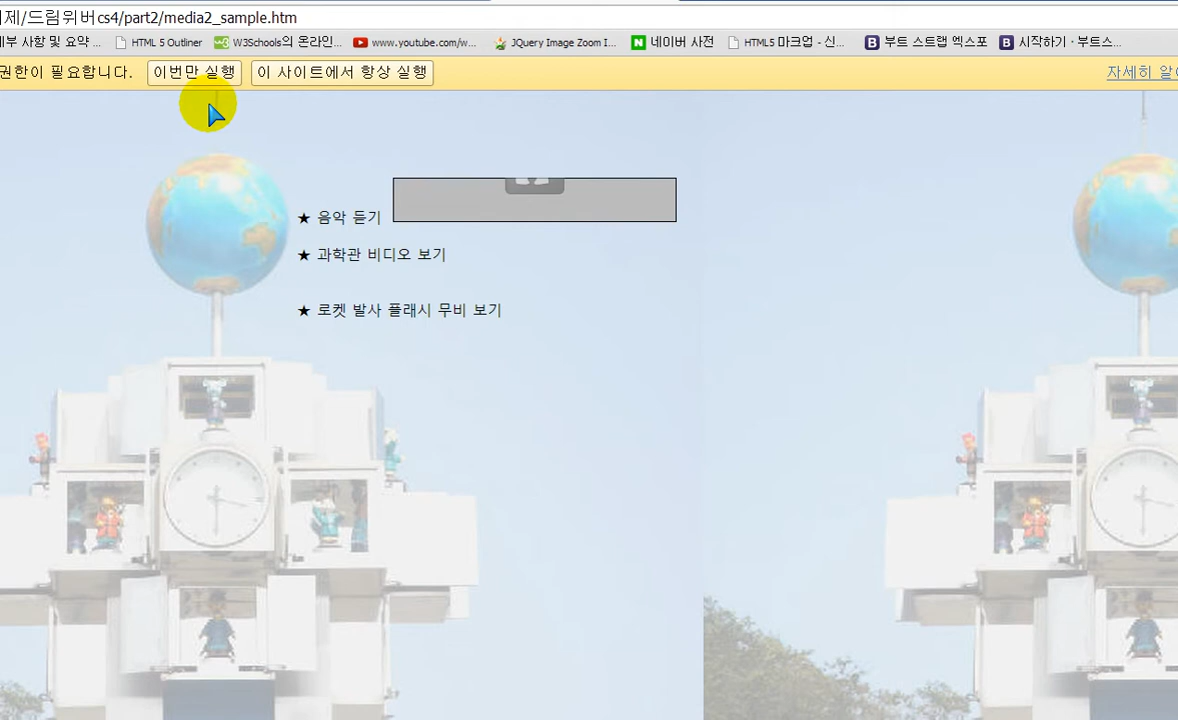 제/드림위버cs4/part2/media2_sample.htm
세부 사항 및 요약 ... HTML 5 Outliner W3Schools의 온라인... www.youtube.com/w... JQuery Image Zoom I... N 네이버 사전 HTML5 마크업 - 신... B 부트 스트랩 엑스포 B 시작하기 · 부트스...
권한이 필요합니다. 이번만 실행 이 사이트에서 항상 실행 자세히 알
★ 음악 듣기
★ 과학관 비디오 보기
★ 로켓 발사 플래시 무비 보기